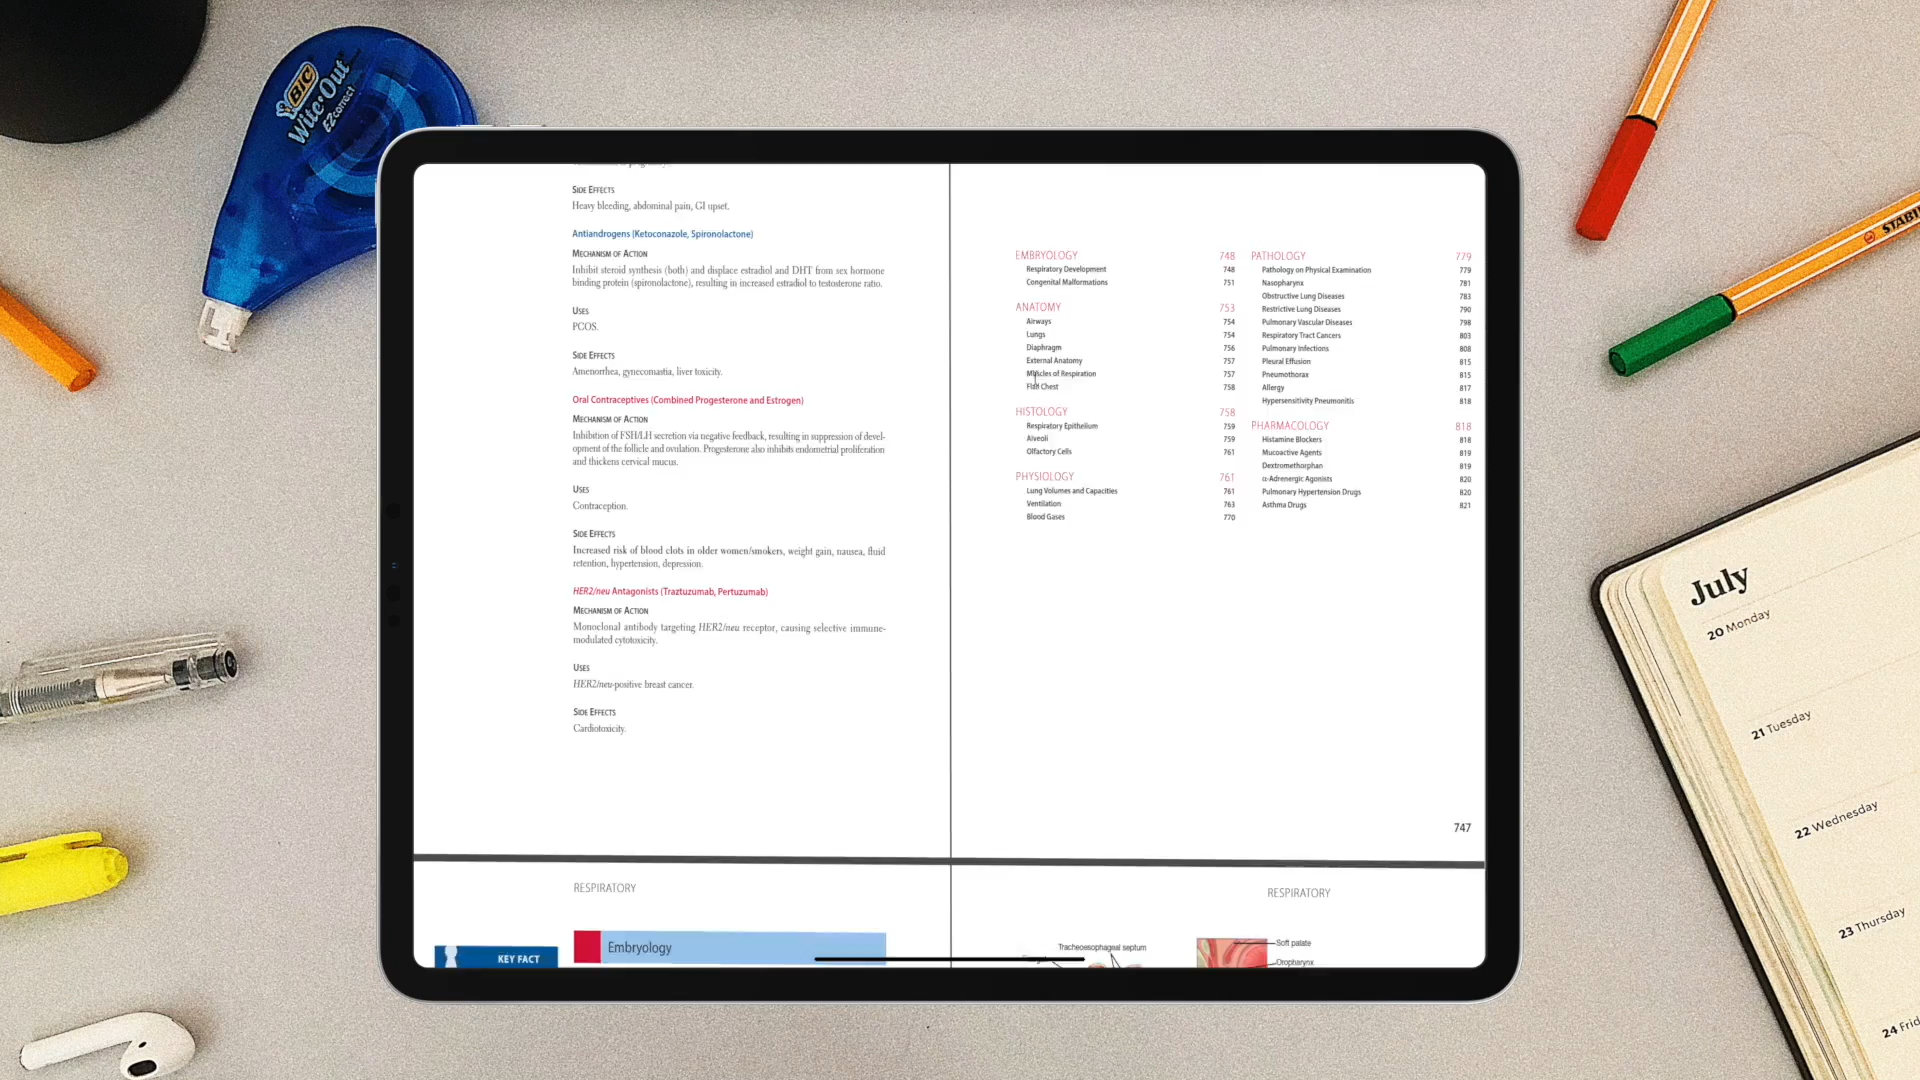 BIC
Wite·Out
EZcorrect
SIDE EFFECTS
Heavy bleeding, abdominal pain, GI upset.
Antiandrogens (Ketoconazole, Spironolactone)
MECHANISM OF ACTION
Inhibit steroid synthesis (both) and displace estradiol and DHT from sex hormone
binding protein (spironolactone), resulting in increased estradiol to testosterone ratio.
USES
PCOS.
SIDE EFFECTS
Amenorrhea, gynecomastia, liver toxicity.
Oral Contraceptives (Combined Progesterone and Estrogen)
MECHANISM OF ACTION
Inhibition of FSH/LH secretion via negative feedback, resulting in suppression of devel-
opment of the follicle and ovulation. Progesterone also inhibits endometrial proliferation
and thickens cervical mucus.
USES
Contraception.
SIDE EFFECTS
Increased risk of blood clots in older women/smokers, weight gain, nausea, fluid
retention, hypertension, depression.
HER2/neu Antagonists (Traztuzumab, Pertuzumab)
MECHANISM OF ACTION
Monoclonal antibody targeting HER2/neu receptor, causing selective immune-
modulated cytotoxicity.
USES
HER2/neu-positive breast cancer.
SIDE EFFECTS
Cardiotoxicity.
EMBRYOLOGY 748
Respiratory Development 748
Congenital Malformations 751
ANATOMY 753
Airways 754
Lungs 754
Diaphragm 756
External Anatomy 757
Muscles of Respiration 757
Flail Chest 758
HISTOLOGY 758
Respiratory Epithelium 759
Alveoli 759
Olfactory Cells 761
PHYSIOLOGY 761
Lung Volumes and Capacities 761
Ventilation 763
Blood Gases 770
PATHOLOGY 779
Pathology on Physical Examination 779
Nasopharynx 781
Obstructive Lung Diseases 783
Restrictive Lung Diseases 790
Pulmonary Vascular Diseases 798
Respiratory Tract Cancers 803
Pulmonary Infections 808
Pleural Effusion 815
Pneumothorax 815
Allergy 817
Hypersensitivity Pneumonitis 818
PHARMACOLOGY 818
Histamine Blockers 818
Mucoactive Agents 819
Dextromethorphan 819
α-Adrenergic Agonists 820
Pulmonary Hypertension Drugs 820
Asthma Drugs 821
747
RESPIRATORY
KEY FACT
Embryology
RESPIRATORY
Tracheoesophageal septum
Soft palate
Oropharynx
STABI
July
20 Monday
21 Tuesday
22 Wednesday
23 Thursday
24 Frid